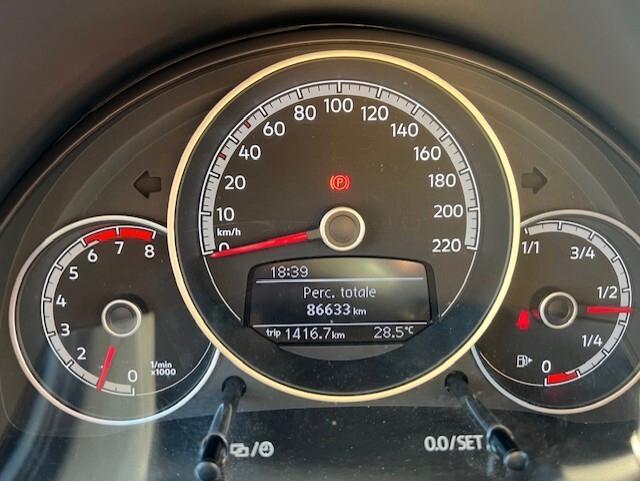 100
80 120
60 140
40 160
20 180
10 200
km/h
0 220
(P)
18:39
Perc. totale
86633 km
trip 1416.7 km 28.5°C
0 2 3 4 5 6 7 8
1/min
x1000
1/1 3/4 1/2 1/4 0
0.0/SET